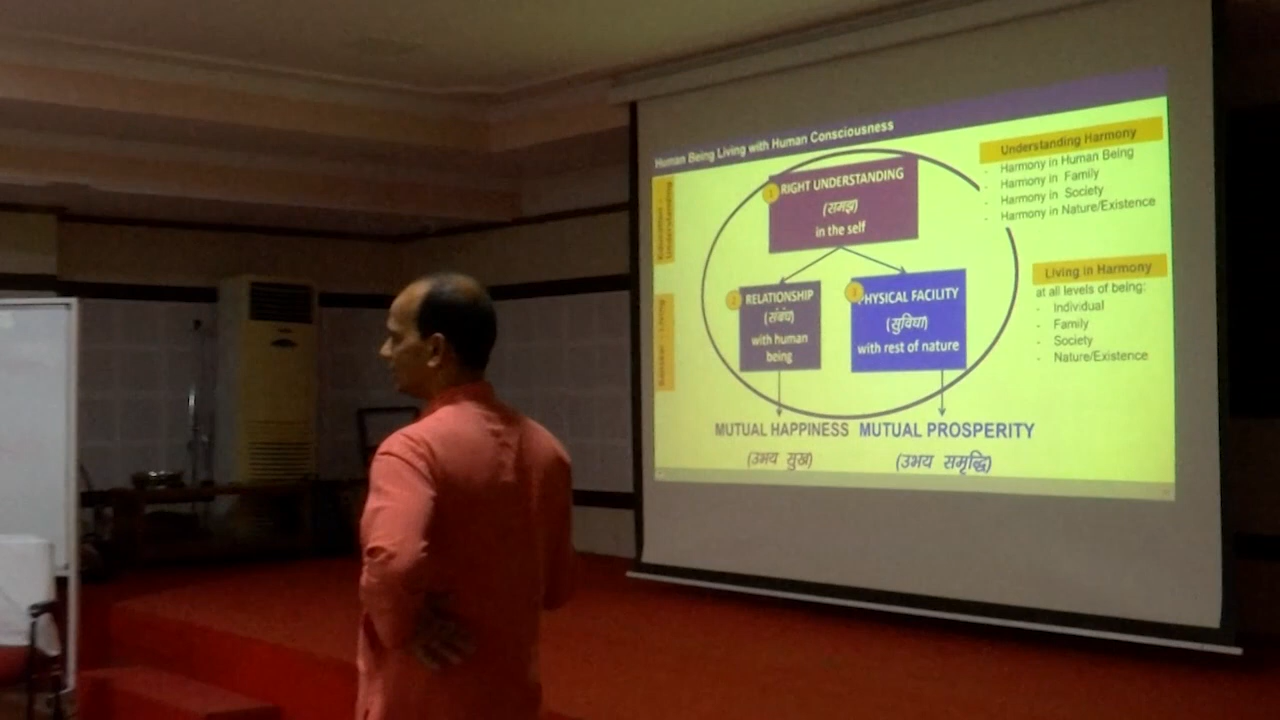 Human Being Living with Human Consciousness
1
RIGHT UNDERSTANDING
(समझ)
in the self
2
RELATIONSHIP
(संबंध)
with human
being
PHYSICAL FACILITY
(सुविधा)
with rest of nature
MUTUAL HAPPINESS MUTUAL PROSPERITY
(उभय सुख) (उभय समृद्धि)
Understanding Harmony
- Harmony in Human Being
- Harmony in Family
- Harmony in Society
- Harmony in Nature/Existence
Living in Harmony
at all levels of being:
- Individual
- Family
- Society
- Nature/Existence